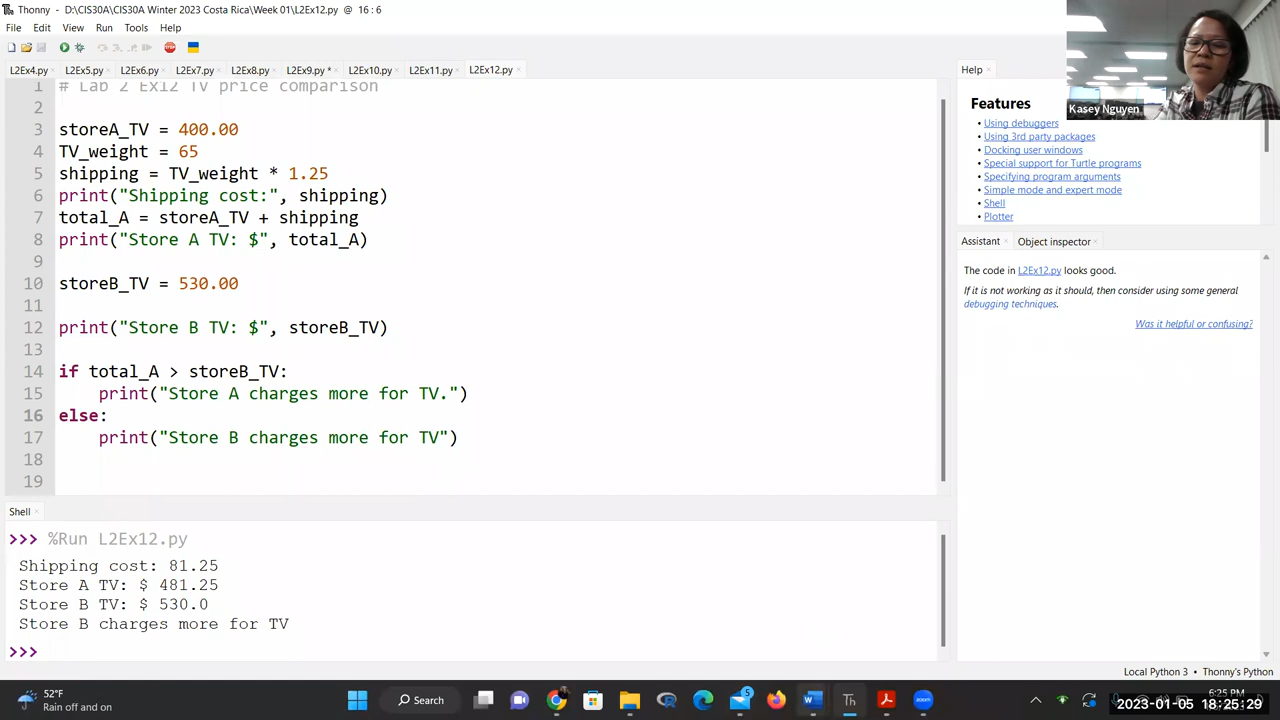 Thonny - D:\CIS30A\CIS30A Winter 2023 Costa Rica\Week 01\L2Ex12.py @ 16 : 6
File Edit View Run Tools Help
STOP
L2Ex4.py L2Ex5.py L2Ex6.py L2Ex7.py L2Ex8.py L2Ex9.py * L2Ex10.py L2Ex11.py L2Ex12.py
1 # Lab 2 Ex12 TV price comparison
2
3 storeA_TV = 400.00
4 TV_weight = 65
5 shipping = TV_weight * 1.25
6 print("Shipping cost:", shipping)
7 total_A = storeA_TV + shipping
8 print("Store A TV: $", total_A)
9
10 storeB_TV = 530.00
11
12 print("Store B TV: $", storeB_TV)
13
14 if total_A > storeB_TV:
15 print("Store A charges more for TV.")
16 else:
17 print("Store B charges more for TV")
18
19
Shell
>>> %Run L2Ex12.py
Shipping cost: 81.25
Store A TV: $ 481.25
Store B TV: $ 530.0
Store B charges more for TV
>>>
Kasey Nguyen
Help
Features
• Using debuggers
• Using 3rd party packages
• Docking user windows
• Special support for Turtle programs
• Specifying program arguments
• Simple mode and expert mode
• Shell
• Plotter
Assistant Object inspector
The code in L2Ex12.py looks good.
If it is not working as it should, then consider using some general
debugging techniques.
Was it helpful or confusing?
Local Python 3 • Thonny's Python
52°F
Rain off and on
Search
5
W
Th
zoom
6:25 PM
2023-01-05 18:25:29